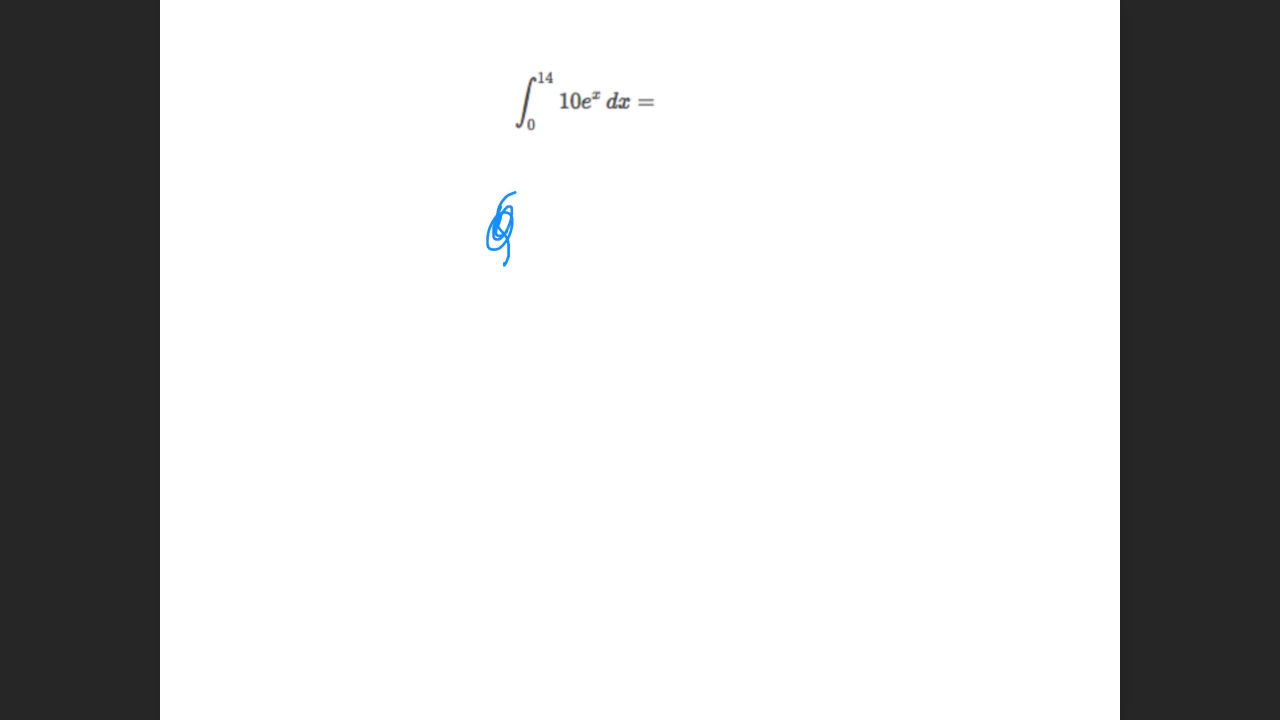 ∫₀¹⁴ 10eˣ dx =